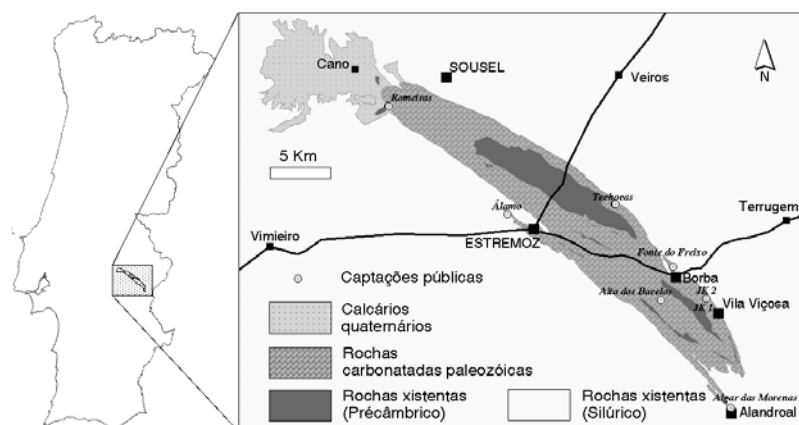 Cano
SOUSEL
Veiros
N
Romeiras
5 Km
Techocas
Álamo
Terrugem
ESTREMOZ
Vimieiro
Fonte do Freixo
Borba
Captações públicas
Alto dos Bacelos
JK 2
JK 1
Vila Viçosa
Calcários
quaternários
Rochas
carbonatadas paleozóicas
Rochas xistentas
(Précâmbrico)
Rochas xistentas
(Silúrico)
Algar das Morenas
Alandroal